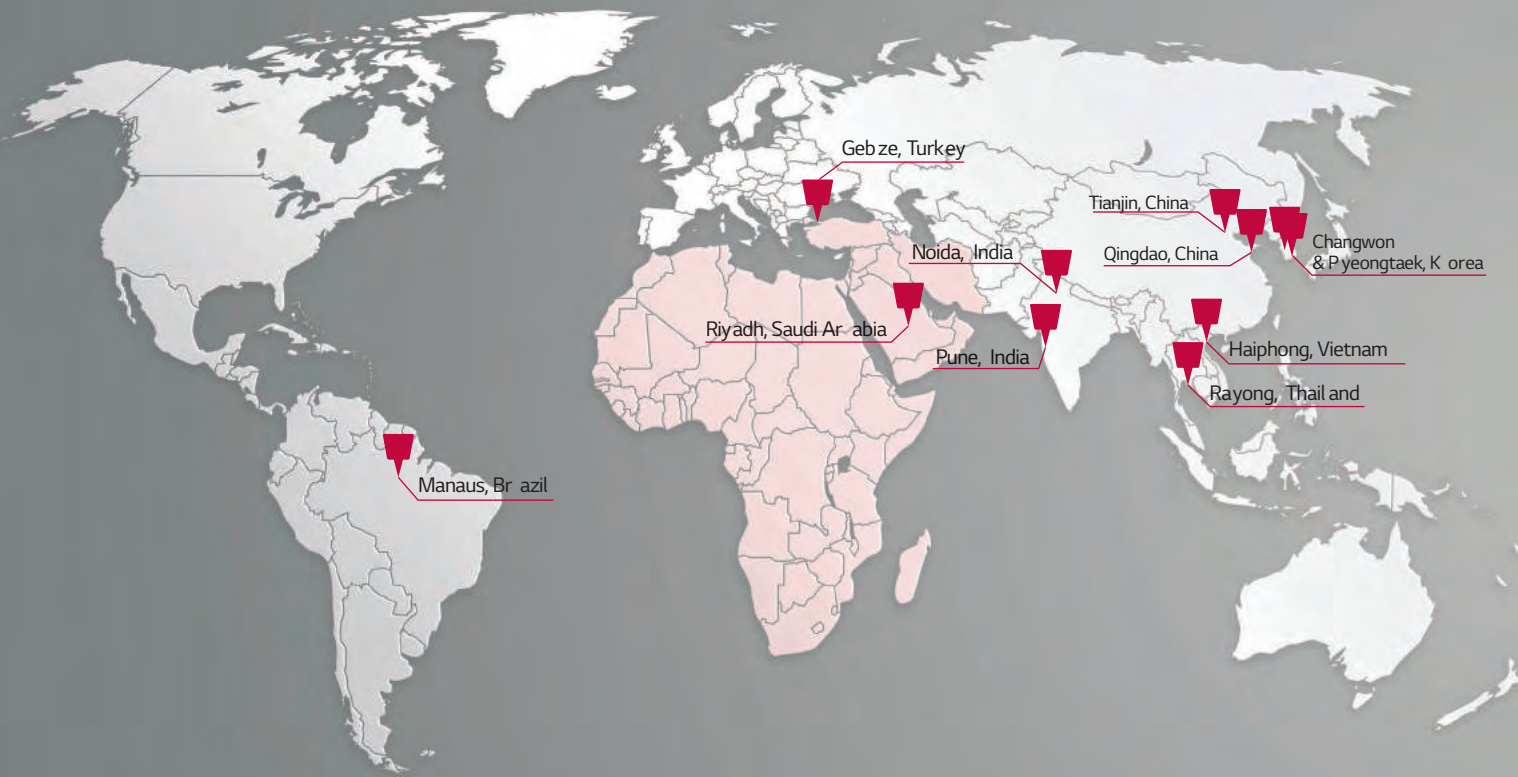 Gebze, Turkey
Tianjin, China
Noida, India
Qingdao, China
Changwon
& Pyeongtaek, Korea
Riyadh, Saudi Arabia
Pune, India
Haiphong, Vietnam
Rayong, Thailand
Manaus, Brazil